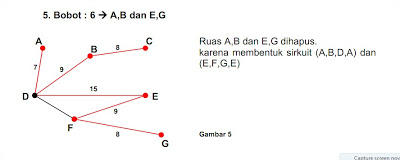 5. Bobot : 6 → A,B dan E,G
A
B
8
C
Ruas A,B dan E,G dihapus.
karena membentuk sirkuit (A,B,D,A) dan
(E,F,G,E)
7
9
15
D
E
9
F
8
G
Gambar 5
Capture screen now